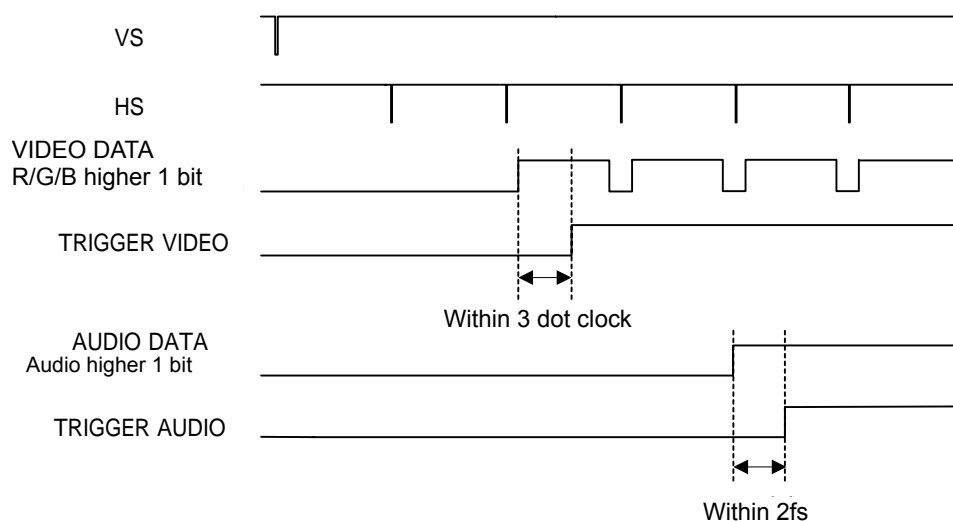 VS
HS
VIDEO DATA
R/G/B higher 1 bit
TRIGGER VIDEO
Within 3 dot clock
AUDIO DATA
Audio higher 1 bit
TRIGGER AUDIO
Within 2fs